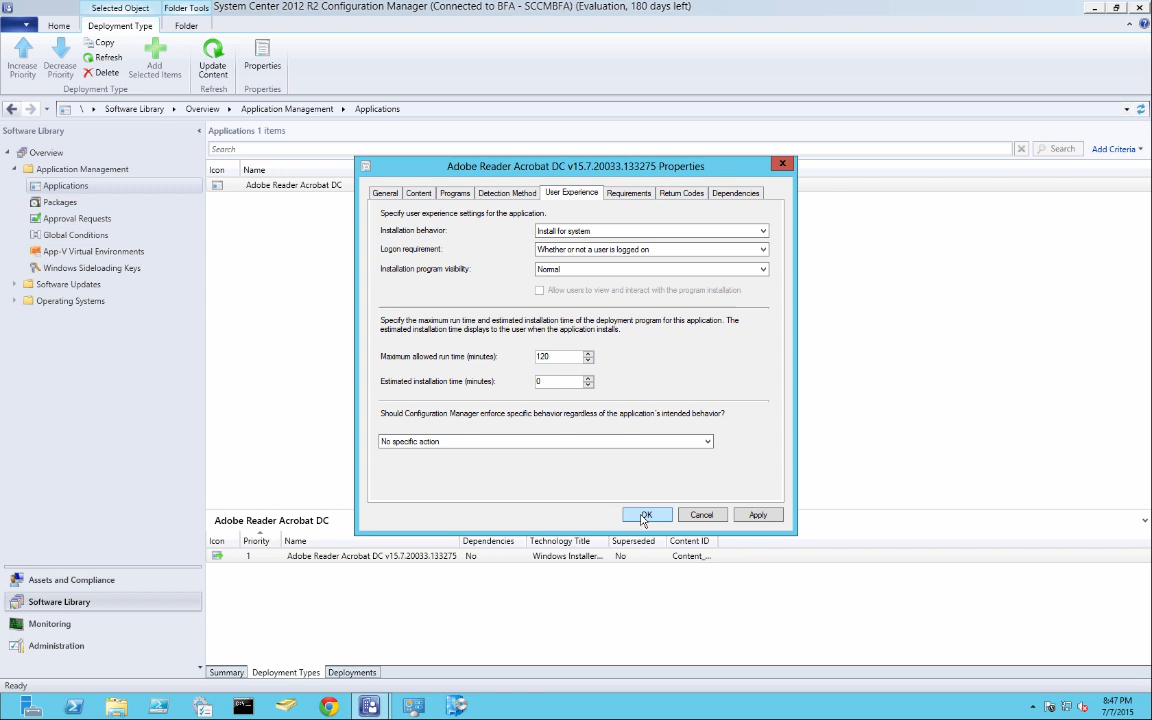 Selected Object
Folder Tools
System Center 2012 R2 Configuration Manager (Connected to BFA - SCCMBFA) (Evaluation, 180 days left)
Home
Deployment Type
Folder
Increase Priority
Decrease Priority
Copy
Refresh
Delete
Add Selected Items
Update Content
Properties
Deployment Type
Refresh
Properties
\ Software Library Overview Application Management Applications
Software Library
Overview
Application Management
Applications
Packages
Approval Requests
Global Conditions
App-V Virtual Environments
Windows Sideloading Keys
Software Updates
Operating Systems
Assets and Compliance
Software Library
Monitoring
Administration
Applications 1 items
Search
Search
Add Criteria
Icon Name
Adobe Reader Acrobat DC
Adobe Reader Acrobat DC v15.7.20033.133275 Properties
General Content Programs Detection Method User Experience Requirements Return Codes Dependencies
Specify user experience settings for the application.
Installation behavior: Install for system
Logon requirement: Whether or not a user is logged on
Installation program visibility: Normal
Allow users to view and interact with the program installation
Specify the maximum run time and estimated installation time of the deployment program for this application. The
estimated installation time displays to the user when the application installs.
Maximum allowed run time (minutes): 120
Estimated installation time (minutes): 0
Should Configuration Manager enforce specific behavior regardless of the application's intended behavior?
No specific action
OK Cancel Apply
Adobe Reader Acrobat DC
Icon Priority Name Dependencies Technology Title Superseded Content ID
1 Adobe Reader Acrobat DC v15.7.20033.133275 No Windows Installer... No Content_...
Summary Deployment Types Deployments
Ready
8:47 PM
7/7/2015